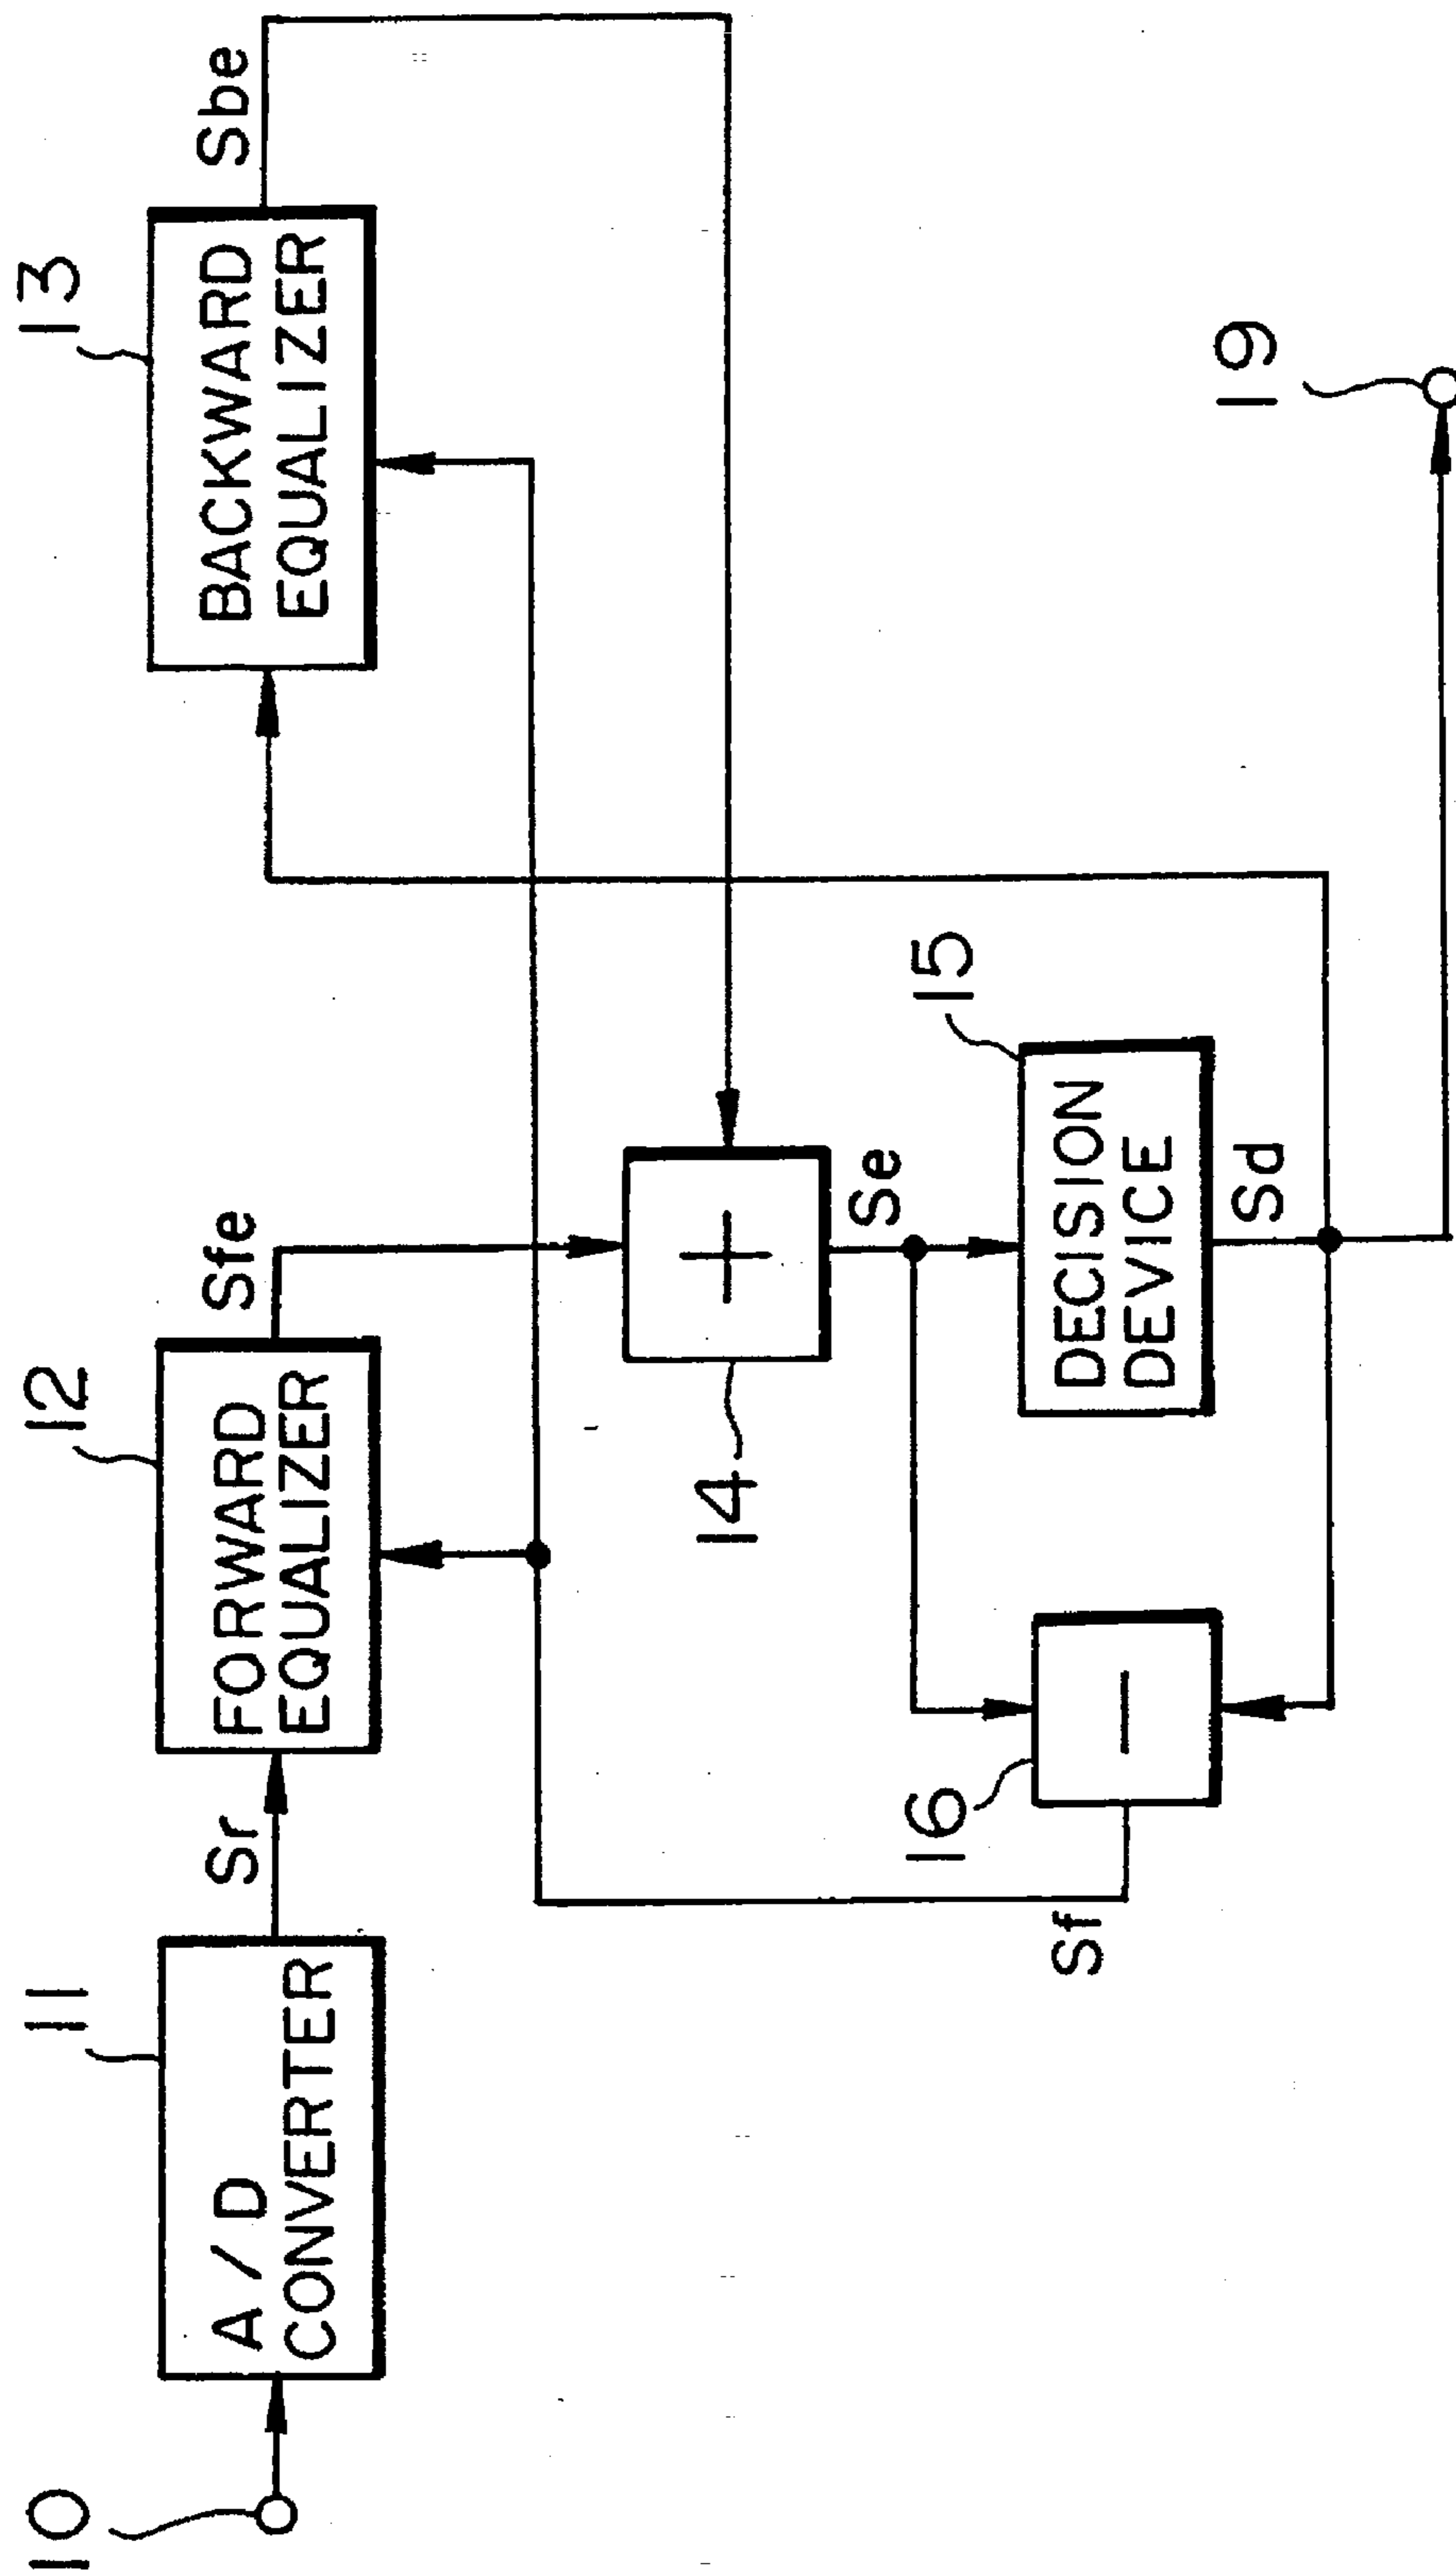 10
11
A/D
CONVERTER
Sr
12
FORWARD
EQUALIZER
Sfe
13
BACKWARD
EQUALIZER
Sbe
14
+
Se
15
DECISION
DEVICE
Sd
16
−
Sf
19